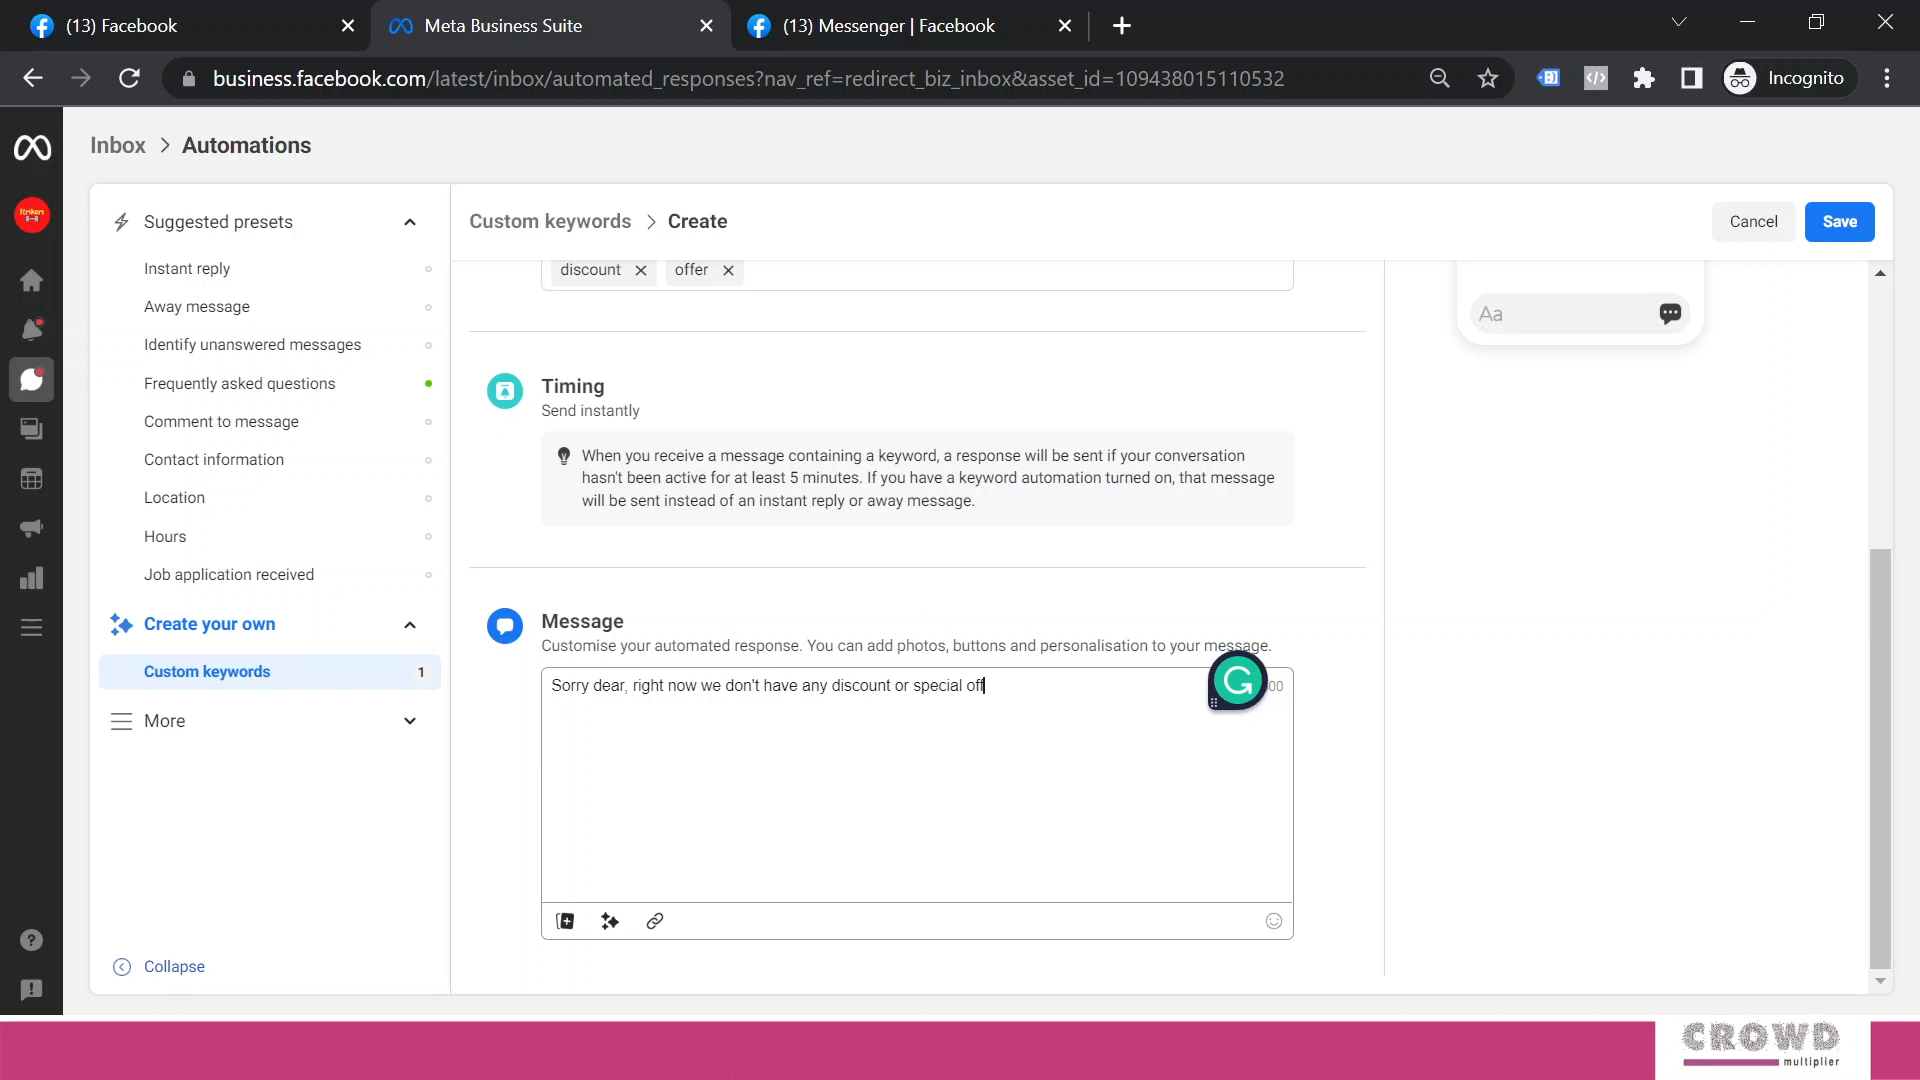 (13) Facebook
Meta Business Suite
(13) Messenger | Facebook
business.facebook.com/latest/inbox/automated_responses?nav_ref=redirect_biz_inbox&asset_id=109438015110532
Incognito
Inbox > Automations
Strikers
Suggested presets
Instant reply
Away message
Identify unanswered messages
Frequently asked questions
Comment to message
Contact information
Location
Hours
Job application received
Create your own
Custom keywords 1
More
Collapse
Custom keywords > Create
Cancel
Save
discount
offer
Aa
Timing
Send instantly
When you receive a message containing a keyword, a response will be sent if your conversation
hasn't been active for at least 5 minutes. If you have a keyword automation turned on, that message
will be sent instead of an instant reply or away message.
Message
Customise your automated response. You can add photos, buttons and personalisation to your message.
Sorry dear, right now we don't have any discount or special off
CROWD
multiplier